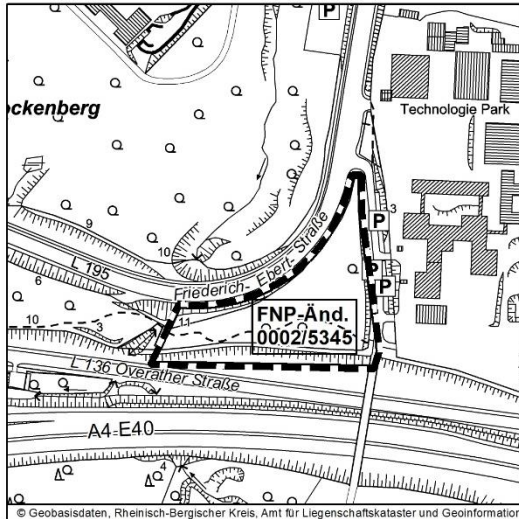 P
ockenberg
Technologie Park
9
10
3
P
L 195
Friederich- Ebert-Straße
6
P
P
11
FNP-Änd.
0002/5345
10
3
L 136 Overather Straße
A4-E40
4
© Geobasisdaten, Rheinisch-Bergischer Kreis, Amt für Liegenschaftskataster und Geoinformation